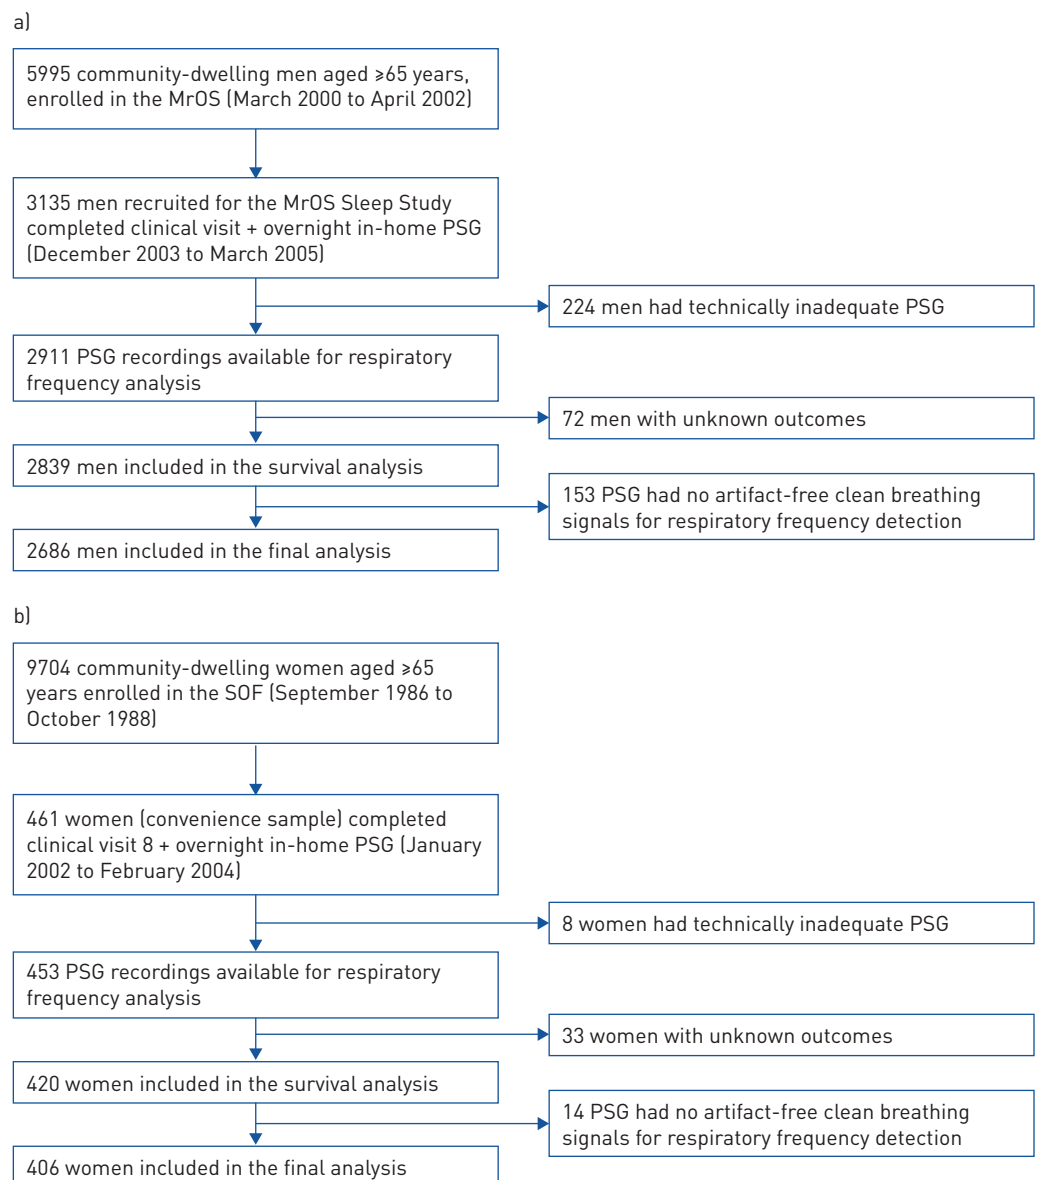 a)
5995 community-dwelling men aged ⩾65 years,
enrolled in the MrOS (March 2000 to April 2002)
3135 men recruited for the MrOS Sleep Study
completed clinical visit + overnight in-home PSG
(December 2003 to March 2005)
224 men had technically inadequate PSG
2911 PSG recordings available for respiratory
frequency analysis
72 men with unknown outcomes
2839 men included in the survival analysis
153 PSG had no artifact-free clean breathing
signals for respiratory frequency detection
2686 men included in the final analysis
b)
9704 community-dwelling women aged ⩾65
years enrolled in the SOF (September 1986 to
October 1988)
461 women (convenience sample) completed
clinical visit 8 + overnight in-home PSG (January
2002 to February 2004)
8 women had technically inadequate PSG
453 PSG recordings available for respiratory
frequency analysis
33 women with unknown outcomes
420 women included in the survival analysis
14 PSG had no artifact-free clean breathing
signals for respiratory frequency detection
406 women included in the final analysis